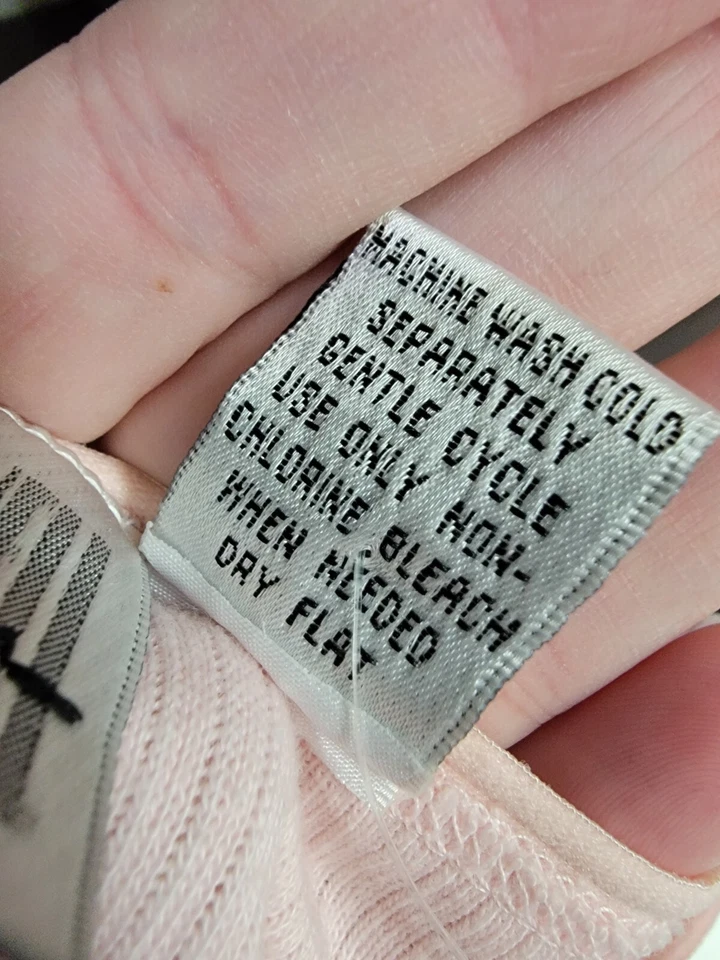 MACHINE WASH COLD
SEPARATELY
GENTLE CYCLE
USE ONLY NON-
CHLORINE BLEACH
WHEN NEEDED
DRY FLAT